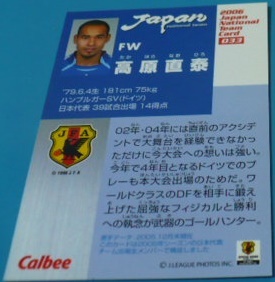 Japan
national team
2006
Japan
National Team
Card
033
FW
高原直泰
'79.6.4生 181cm 75kg
ハンブルガーSV(ドイツ)
日本代表 39試合出場 14得点
JFA
© 1996 J F A
02年・04年には直前のアクシデ
ントで大舞台を経験できなかっ
ただけに今大会への想いは強い。
今年で4年目となるドイツでのプ
レーも本大会出場のためだ。ワ
ールドクラスのDFを相手に鍛え
上げた屈強なフィジカルと勝利
への執念が武器のゴールハンター。
Calbee
© J.LEAGUE PHOTOS INC.